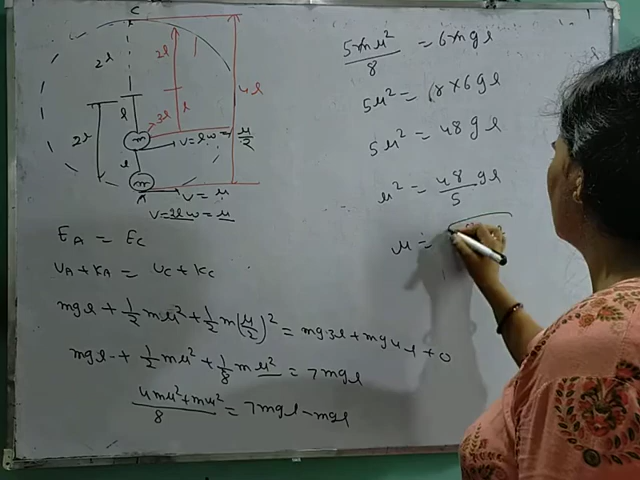 C
2l
2l
l
4l
l
3l
2l
m
v = lω = u/2
l
m
A
v = u
v = 2lω = u
E_A = E_C
U_A + K_A = U_C + K_C
mgl + 1/2 mu² + 1/2 m(u/2)² = mg3l + mg4l + 0
mgl + 1/2 mu² + 1/8 mu² = 7mgl
4mu² + mu² / 8 = 7mgl - mgl
5mu² / 8 = 6mgl
5u² = 8×6gl
5u² = 48gl
u² = 48/5 gl
u =